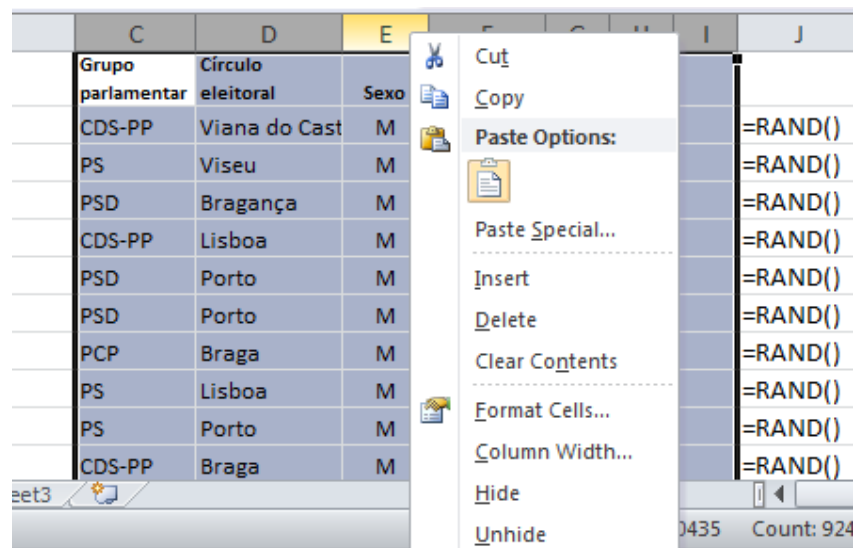 C D E I J
Grupo
parlamentar Círculo
eleitoral Sexo
CDS-PP Viana do Cast M =RAND()
PS Viseu M =RAND()
PSD Bragança M =RAND()
CDS-PP Lisboa M =RAND()
PSD Porto M =RAND()
PSD Porto M =RAND()
PCP Braga M =RAND()
PS Lisboa M =RAND()
PS Porto M =RAND()
CDS-PP Braga M =RAND()
Cut
Copy
Paste Options:
Paste Special...
Insert
Delete
Clear Contents
Format Cells...
Column Width...
Hide
Unhide
eet3
0435 Count: 924